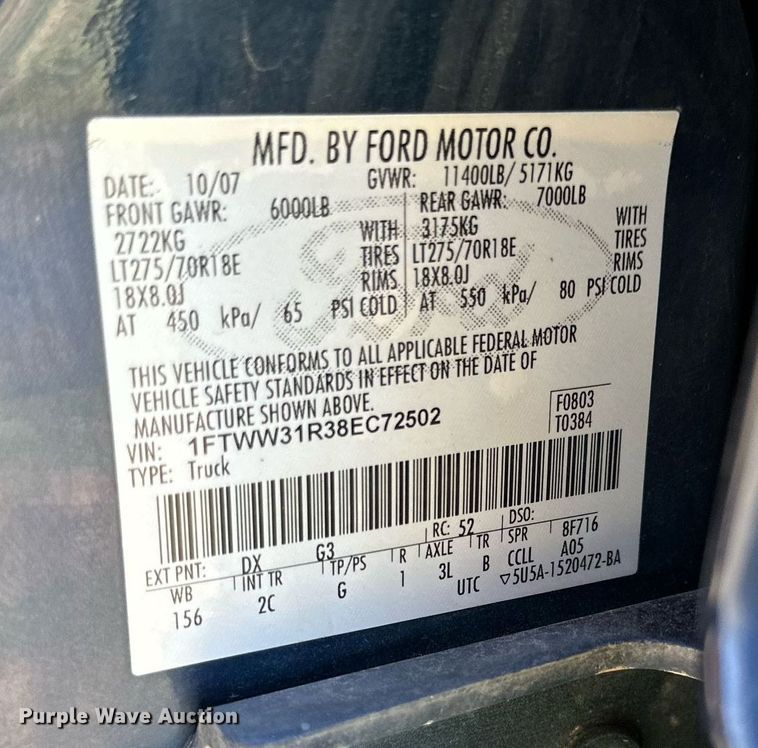 MFD. BY FORD MOTOR CO.
DATE: 10/07 GVWR: 11400LB/ 5171KG
FRONT GAWR: 6000LB REAR GAWR: 7000LB
2722KG WITH 3175KG WITH
LT275/70R18E TIRES LT275/70R18E TIRES
18X8.0J RIMS 18X8.0J RIMS
AT 450 kPa/ 65 PSI COLD AT 550 kPa/ 80 PSI COLD
THIS VEHICLE CONFORMS TO ALL APPLICABLE FEDERAL MOTOR
VEHICLE SAFETY STANDARDS IN EFFECT ON THE DATE OF
MANUFACTURE SHOWN ABOVE.
VIN: 1FTWW31R38EC72502 F0803
TYPE: Truck T0384
EXT PNT: DX G3 RC: 52 DSO: 8F716
WB INT TR TP/PS R AXLE TR SPR A05
156 2C G 1 3L B CCLL
UTC ▽5U5A-1520472-BA
Purple Wave Auction